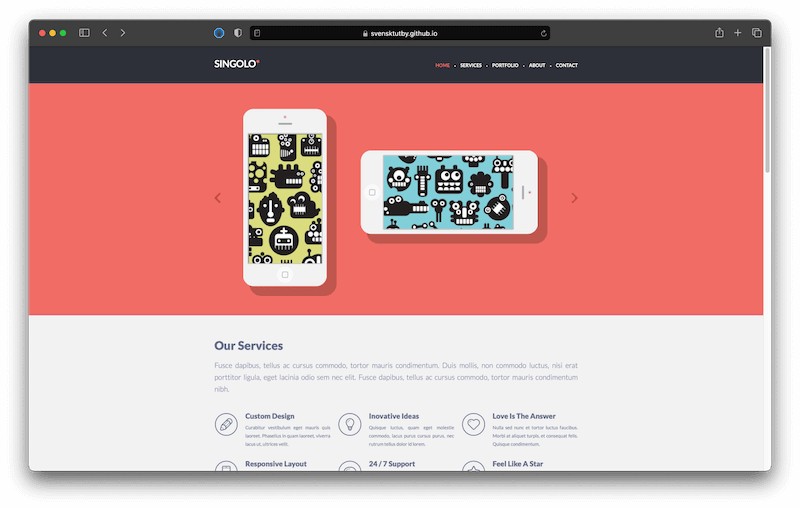 svensktutby.github.io
SINGOLO*
HOME • SERVICES • PORTFOLIO • ABOUT • CONTACT
Our Services
Fusce dapibus, tellus ac cursus commodo, tortor mauris condimentum. Duis mollis, non commodo luctus, nisi erat
porttitor ligula, eget lacinia odio sem nec elit. Fusce dapibus, tellus ac cursus commodo, tortor mauris condimentum
nibh.
Custom Design
Curabitur vestibulum eget mauris quis
laoreet. Phasellus in quam laoreet, viverra
lacus ut, ultrices velit.
Inovative Ideas
Quisque luctus, quam eget molestie
commodo, lacus purus cursus purus, nec
rutrum tellus dolor id lorem.
Love Is The Answer
Nulla sed nunc et tortor luctus faucibus.
Morbi at aliquet turpis, et consequat felis.
Quisque condimentum.
Responsive Layout
24 / 7 Support
Feel Like A Star